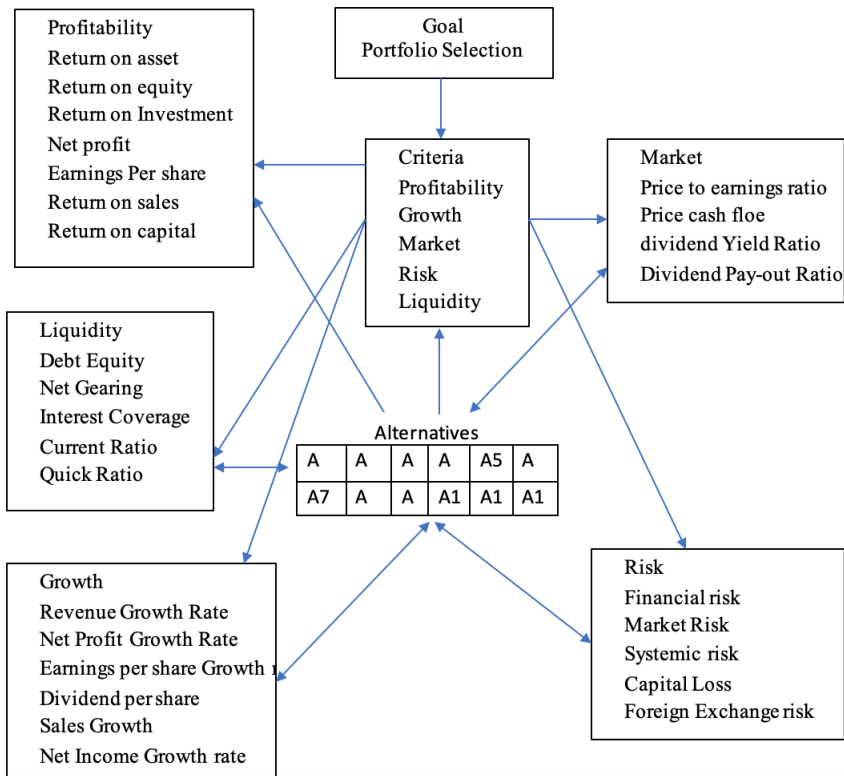 Goal
Portfolio Selection
Profitability
Return on asset
Return on equity
Return on Investment
Net profit
Earnings Per share
Return on sales
Return on capital
Criteria
Profitability
Growth
Market
Risk
Liquidity
Market
Price to earnings ratio
Price cash floe
dividend Yield Ratio
Dividend Pay-out Ratio
Liquidity
Debt Equity
Net Gearing
Interest Coverage
Current Ratio
Quick Ratio
Alternatives
A A A A A5 A
A7 A A A1 A1 A1
Growth
Revenue Growth Rate
Net Profit Growth Rate
Earnings per share Growth
Dividend per share
Sales Growth
Net Income Growth rate
Risk
Financial risk
Market Risk
Systemic risk
Capital Loss
Foreign Exchange risk